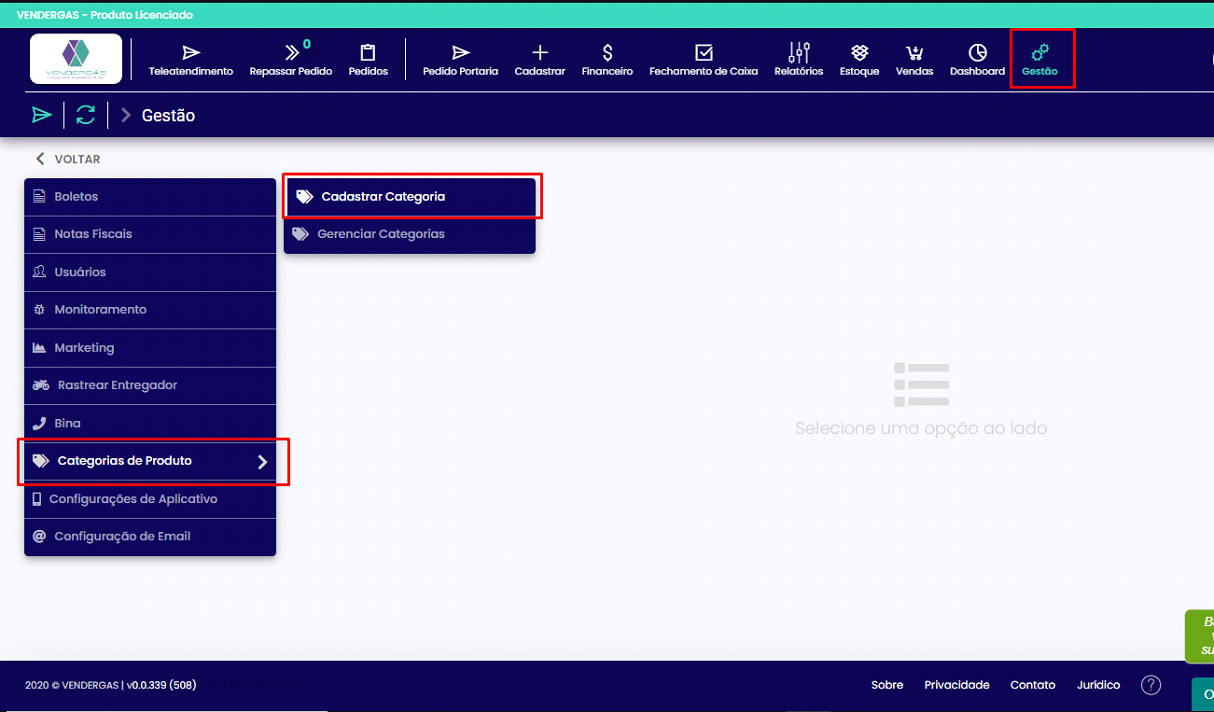 VENDERGAS - Produto Licenciado
VENDERGÁS
0
Teleatendimento
Repassar Pedido
Pedidos
Pedido Portaria
Cadastrar
Financeiro
Fechamento de Caixa
Relatórios
Estoque
Vendas
Dashboard
Gestão
Gestão
VOLTAR
Boletos
Notas Fiscais
Usuários
Monitoramento
Marketing
Rastrear Entregador
Bina
Categorias de Produto
Configurações de Aplicativo
Configuração de Email
Cadastrar Categoria
Gerenciar Categorias
Selecione uma opção ao lado
2020 © VENDERGAS | v0.0.339 (508)
Sobre
Privacidade
Contato
Jurídico
?
su
O